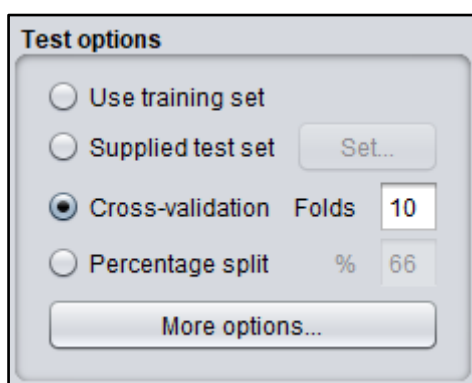 Test options
Use training set
Supplied test set Set...
Cross-validation Folds 10
Percentage split % 66
More options...